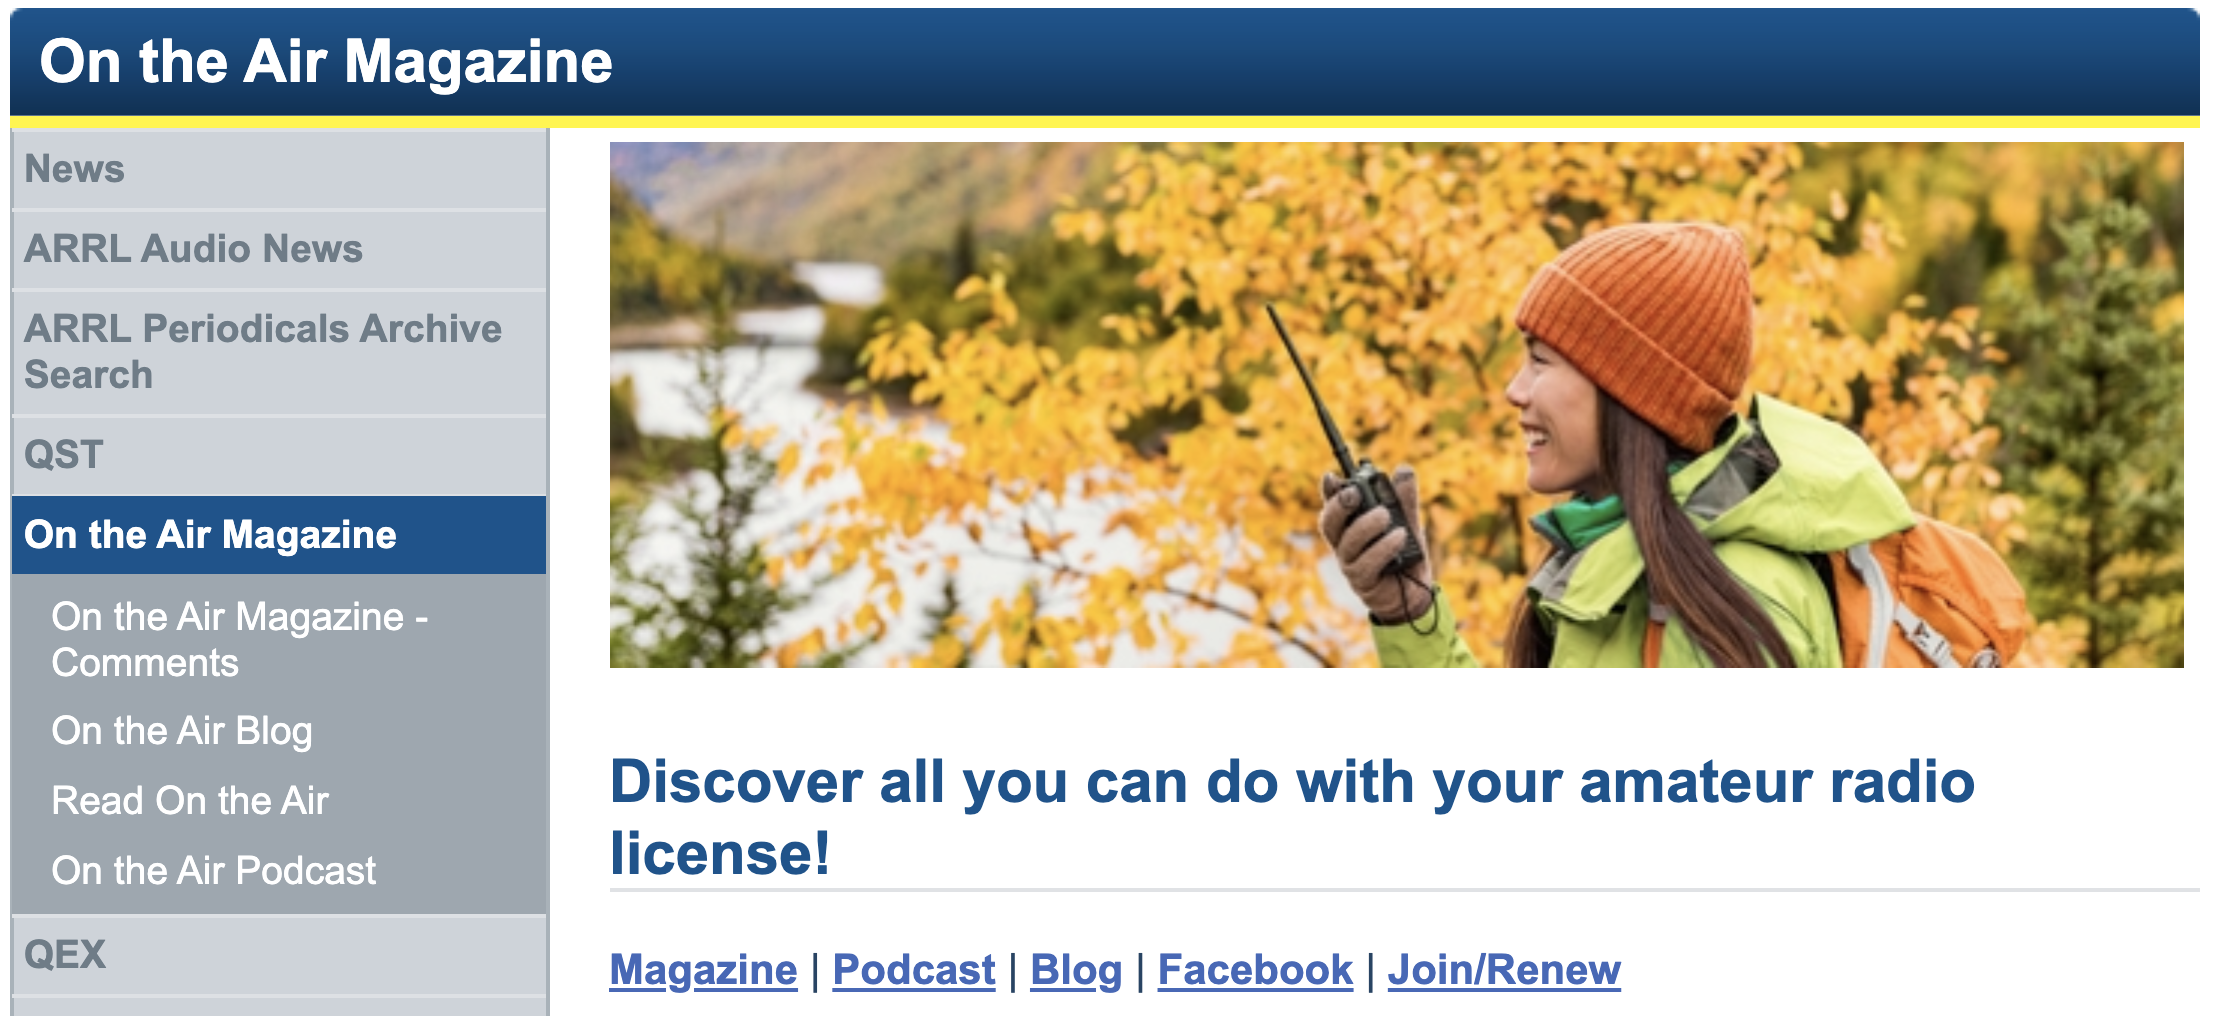 On the Air Magazine
News
ARRL Audio News
ARRL Periodicals Archive
Search
QST
On the Air Magazine
On the Air Magazine -
Comments
On the Air Blog
Read On the Air
On the Air Podcast
QEX
Discover all you can do with your amateur radio
license!
Magazine | Podcast | Blog | Facebook | Join/Renew